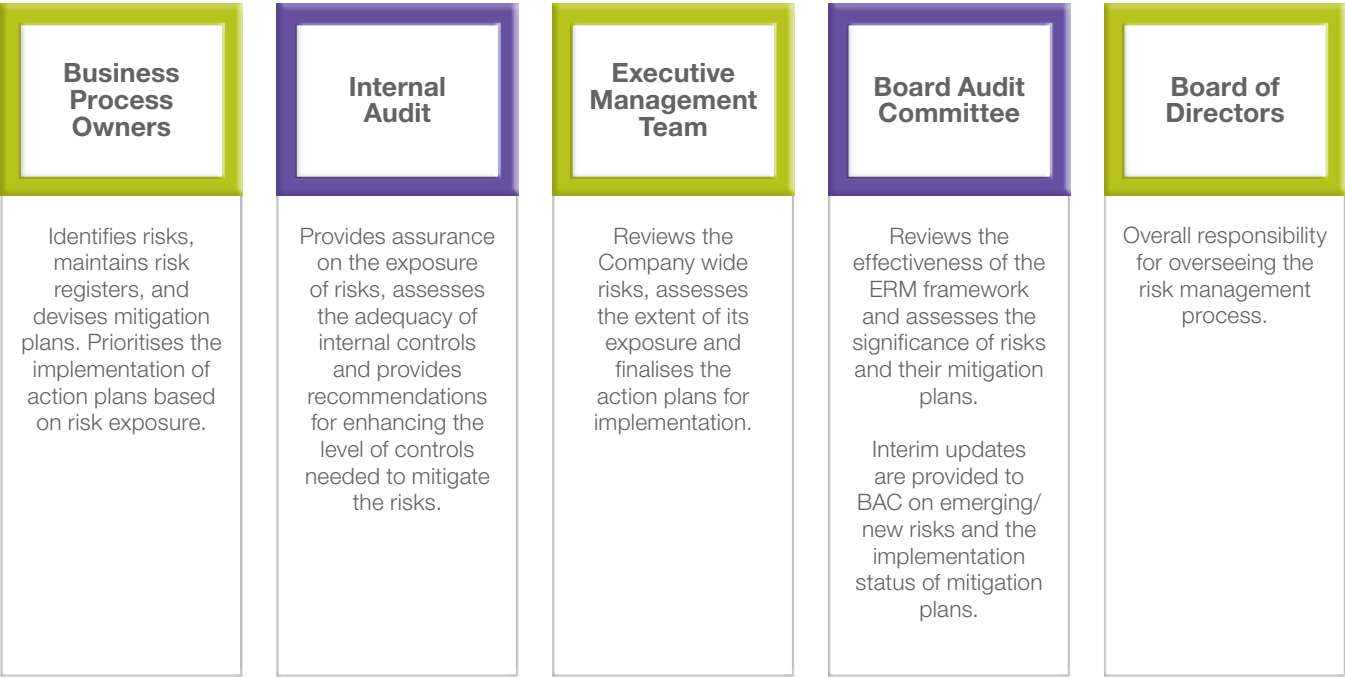 Business
Process
Owners
Identifies risks,
maintains risk
registers, and
devises mitigation
plans. Prioritises the
implementation of
action plans based
on risk exposure.
Internal
Audit
Provides assurance
on the exposure
of risks, assesses
the adequacy of
internal controls
and provides
recommendations
for enhancing the
level of controls
needed to mitigate
the risks.
Executive
Management
Team
Reviews the
Company wide
risks, assesses
the extent of its
exposure and
finalises the
action plans for
implementation.
Board Audit
Committee
Reviews the
effectiveness of the
ERM framework
and assesses the
significance of risks
and their mitigation
plans.
Interim updates
are provided to
BAC on emerging/
new risks and the
implementation
status of mitigation
plans.
Board of
Directors
Overall responsibility
for overseeing the
risk management
process.